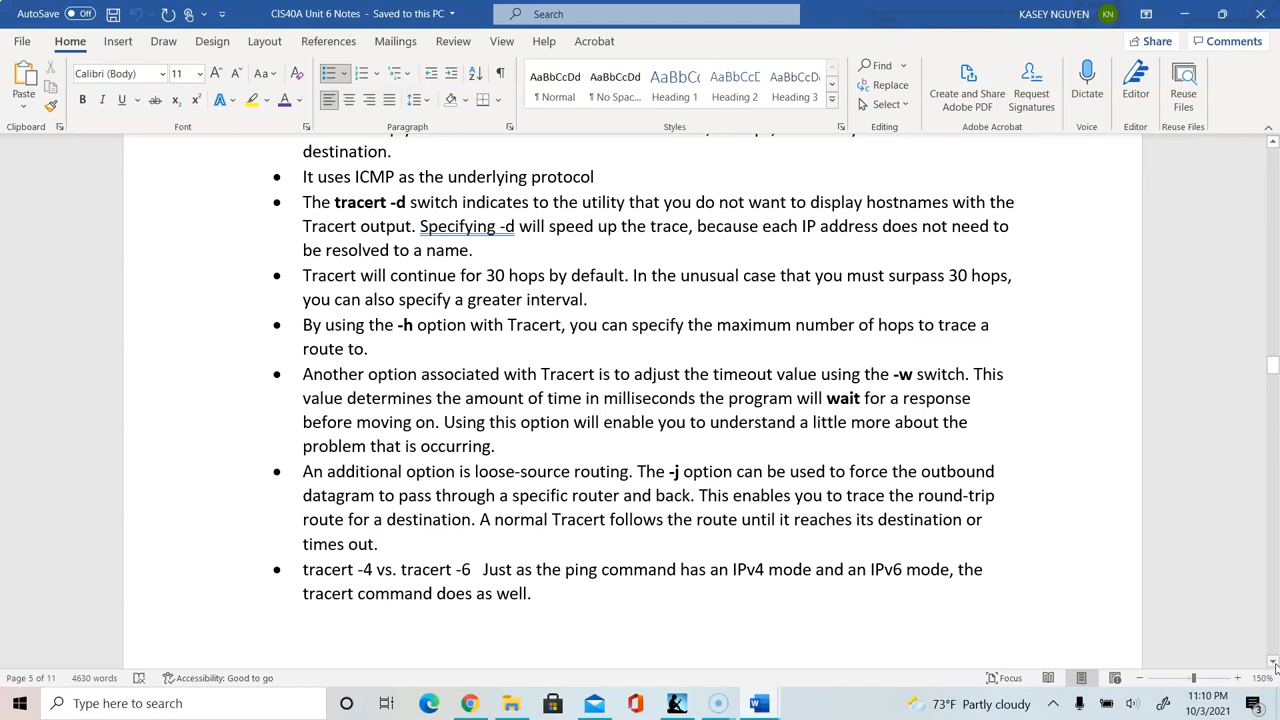 AutoSave Off CIS40A Unit 6 Notes - Saved to this PC Search KASEY NGUYEN KN
File Home Insert Draw Design Layout References Mailings Review View Help Acrobat Share Comments
Paste Calibri (Body) 11 AaBbCcDd AaBbCcDd AaBbCc AaBbCcD AaBbCcD Find Create and Share Request Dictate Editor Reuse
Normal No Spac... Heading 1 Heading 2 Heading 3 Replace Adobe PDF Signatures Files
Select
Clipboard Font Paragraph Styles Editing Adobe Acrobat Voice Editor Reuse Files
destination.
• It uses ICMP as the underlying protocol
• The tracert -d switch indicates to the utility that you do not want to display hostnames with the
Tracert output. Specifying -d will speed up the trace, because each IP address does not need to
be resolved to a name.
• Tracert will continue for 30 hops by default. In the unusual case that you must surpass 30 hops,
you can also specify a greater interval.
• By using the -h option with Tracert, you can specify the maximum number of hops to trace a
route to.
• Another option associated with Tracert is to adjust the timeout value using the -w switch. This
value determines the amount of time in milliseconds the program will wait for a response
before moving on. Using this option will enable you to understand a little more about the
problem that is occurring.
• An additional option is loose-source routing. The -j option can be used to force the outbound
datagram to pass through a specific router and back. This enables you to trace the round-trip
route for a destination. A normal Tracert follows the route until it reaches its destination or
times out.
• tracert -4 vs. tracert -6 Just as the ping command has an IPv4 mode and an IPv6 mode, the
tracert command does as well.
Page 5 of 11 4630 words Accessibility: Good to go Focus 150%
Type here to search 73°F Partly cloudy 11:10 PM
10/3/2021 3